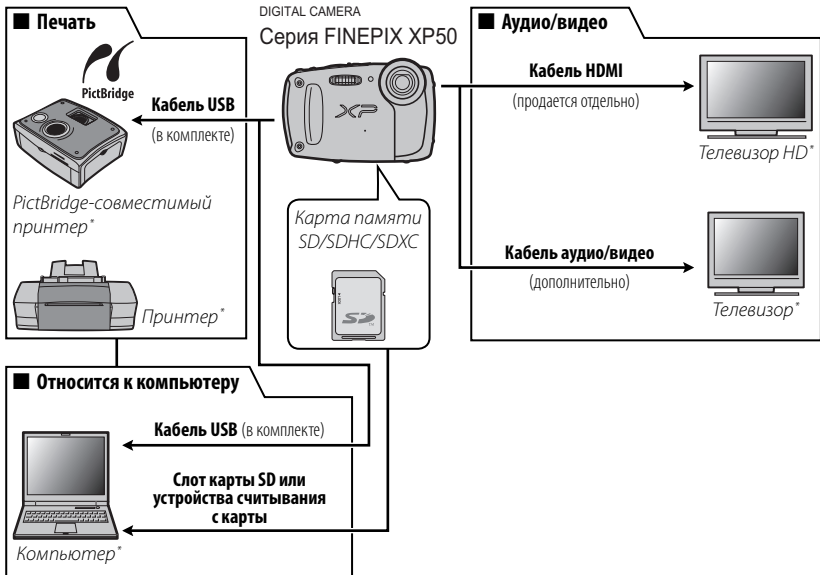 ■ Печать
PictBridge
Кабель USB
(в комплекте)
PictBridge-совместимый
принтер*
Принтер*
DIGITAL CAMERA
Серия FINEPIX XP50
XP
Карта памяти
SD/SDHC/SDXC
SD
■ Аудио/видео
Кабель HDMI
(продается отдельно)
Телевизор HD*
Кабель аудио/видео
(дополнительно)
Телевизор*
■ Относится к компьютеру
Кабель USB (в комплекте)
Слот карты SD или
устройства считывания
с карты
Компьютер*